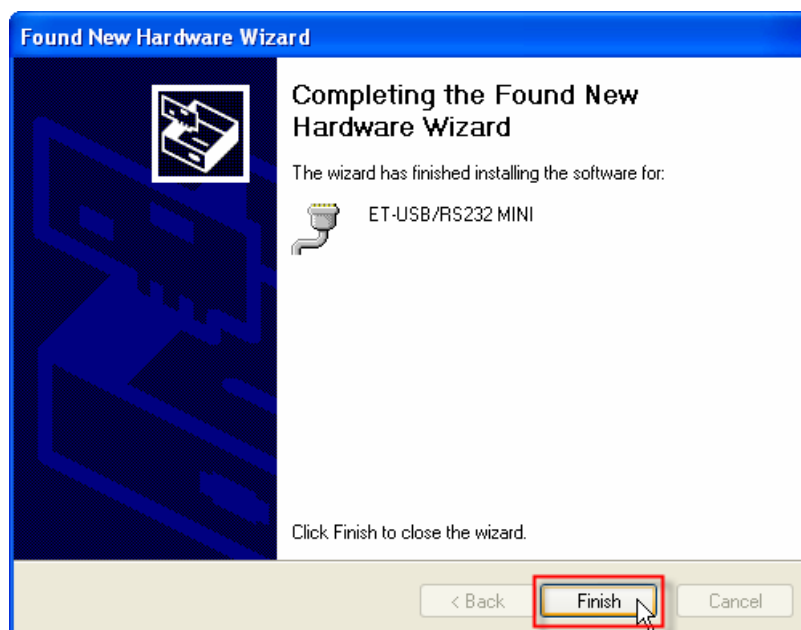 Found New Hardware Wizard
Completing the Found New
Hardware Wizard
The wizard has finished installing the software for:
ET-USB/RS232 MINI
Click Finish to close the wizard.
< Back Finish Cancel